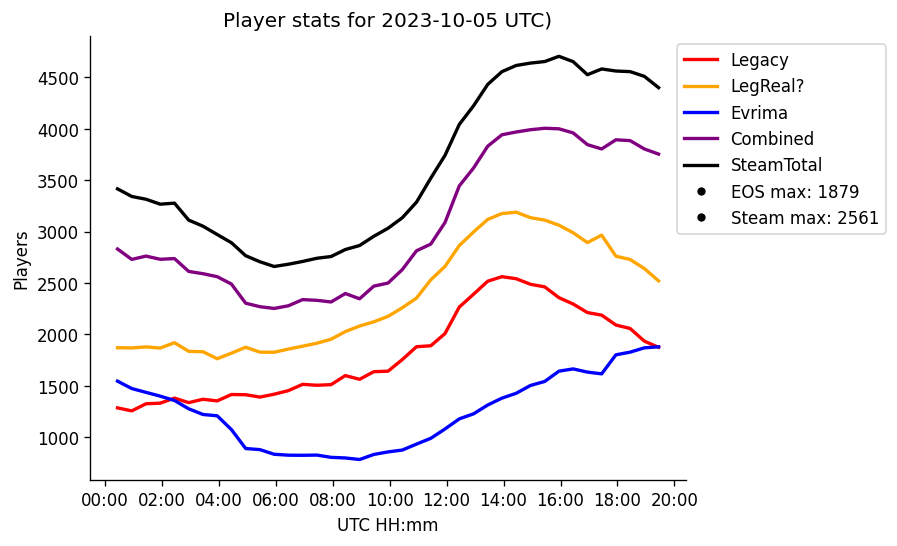 Player stats for 2023-10-05 UTC)
Players
4500
4000
3500
3000
2500
2000
1500
1000
00:00 02:00 04:00 06:00 08:00 10:00 12:00 14:00 16:00 18:00 20:00
UTC HH:mm
Legacy
LegReal?
Evrima
Combined
SteamTotal
EOS max: 1879
Steam max: 2561